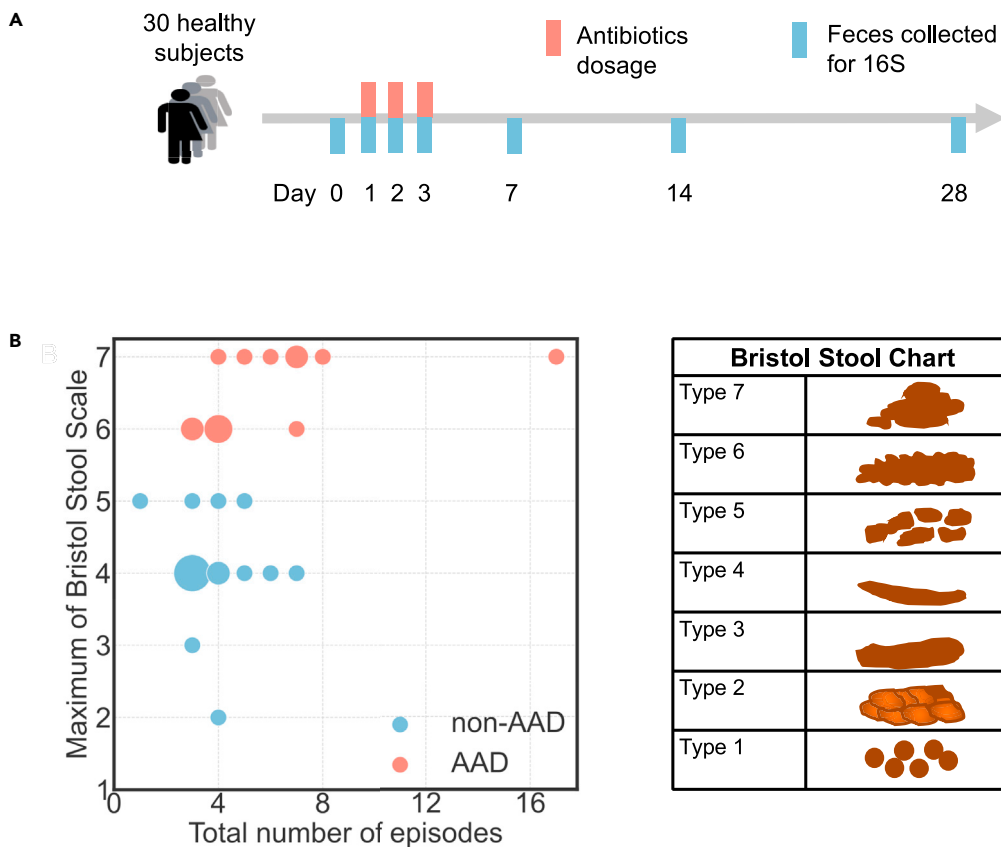 A
30 healthy
subjects
Antibiotics
dosage
Feces collected
for 16S
Day 0 1 2 3 7 14 28
B
Maximum of Bristol Stool Scale
7
6
5
4
3
2
1
0 4 8 12 16
Total number of episodes
non-AAD
AAD
Bristol Stool Chart
Type 7
Type 6
Type 5
Type 4
Type 3
Type 2
Type 1